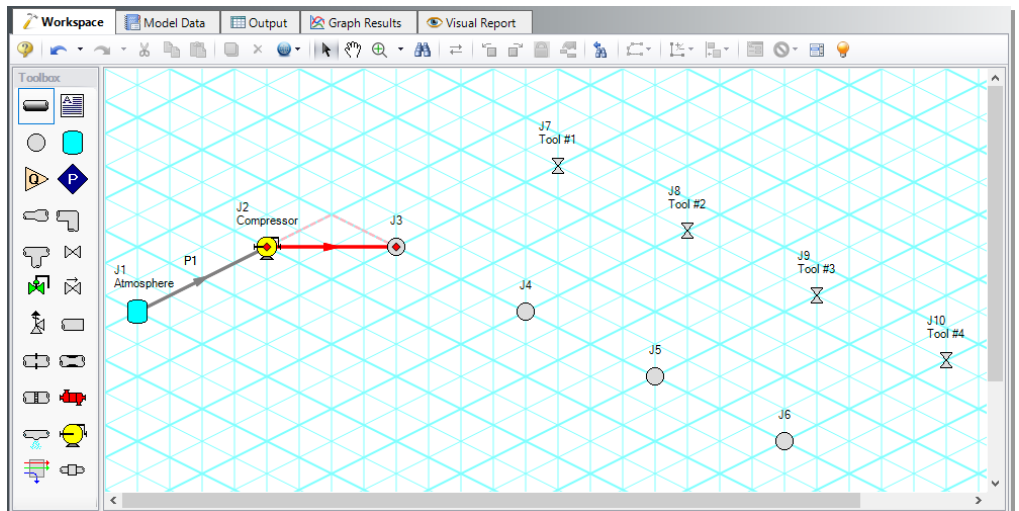 Workspace Model Data Output Graph Results Visual Report
Toolbox
A
Q P
J7
Tool #1
J8
Tool #2
J2
Compressor
J3
J9
Tool #3
P1
J1
Atmosphere
J4
J10
Tool #4
J5
J6